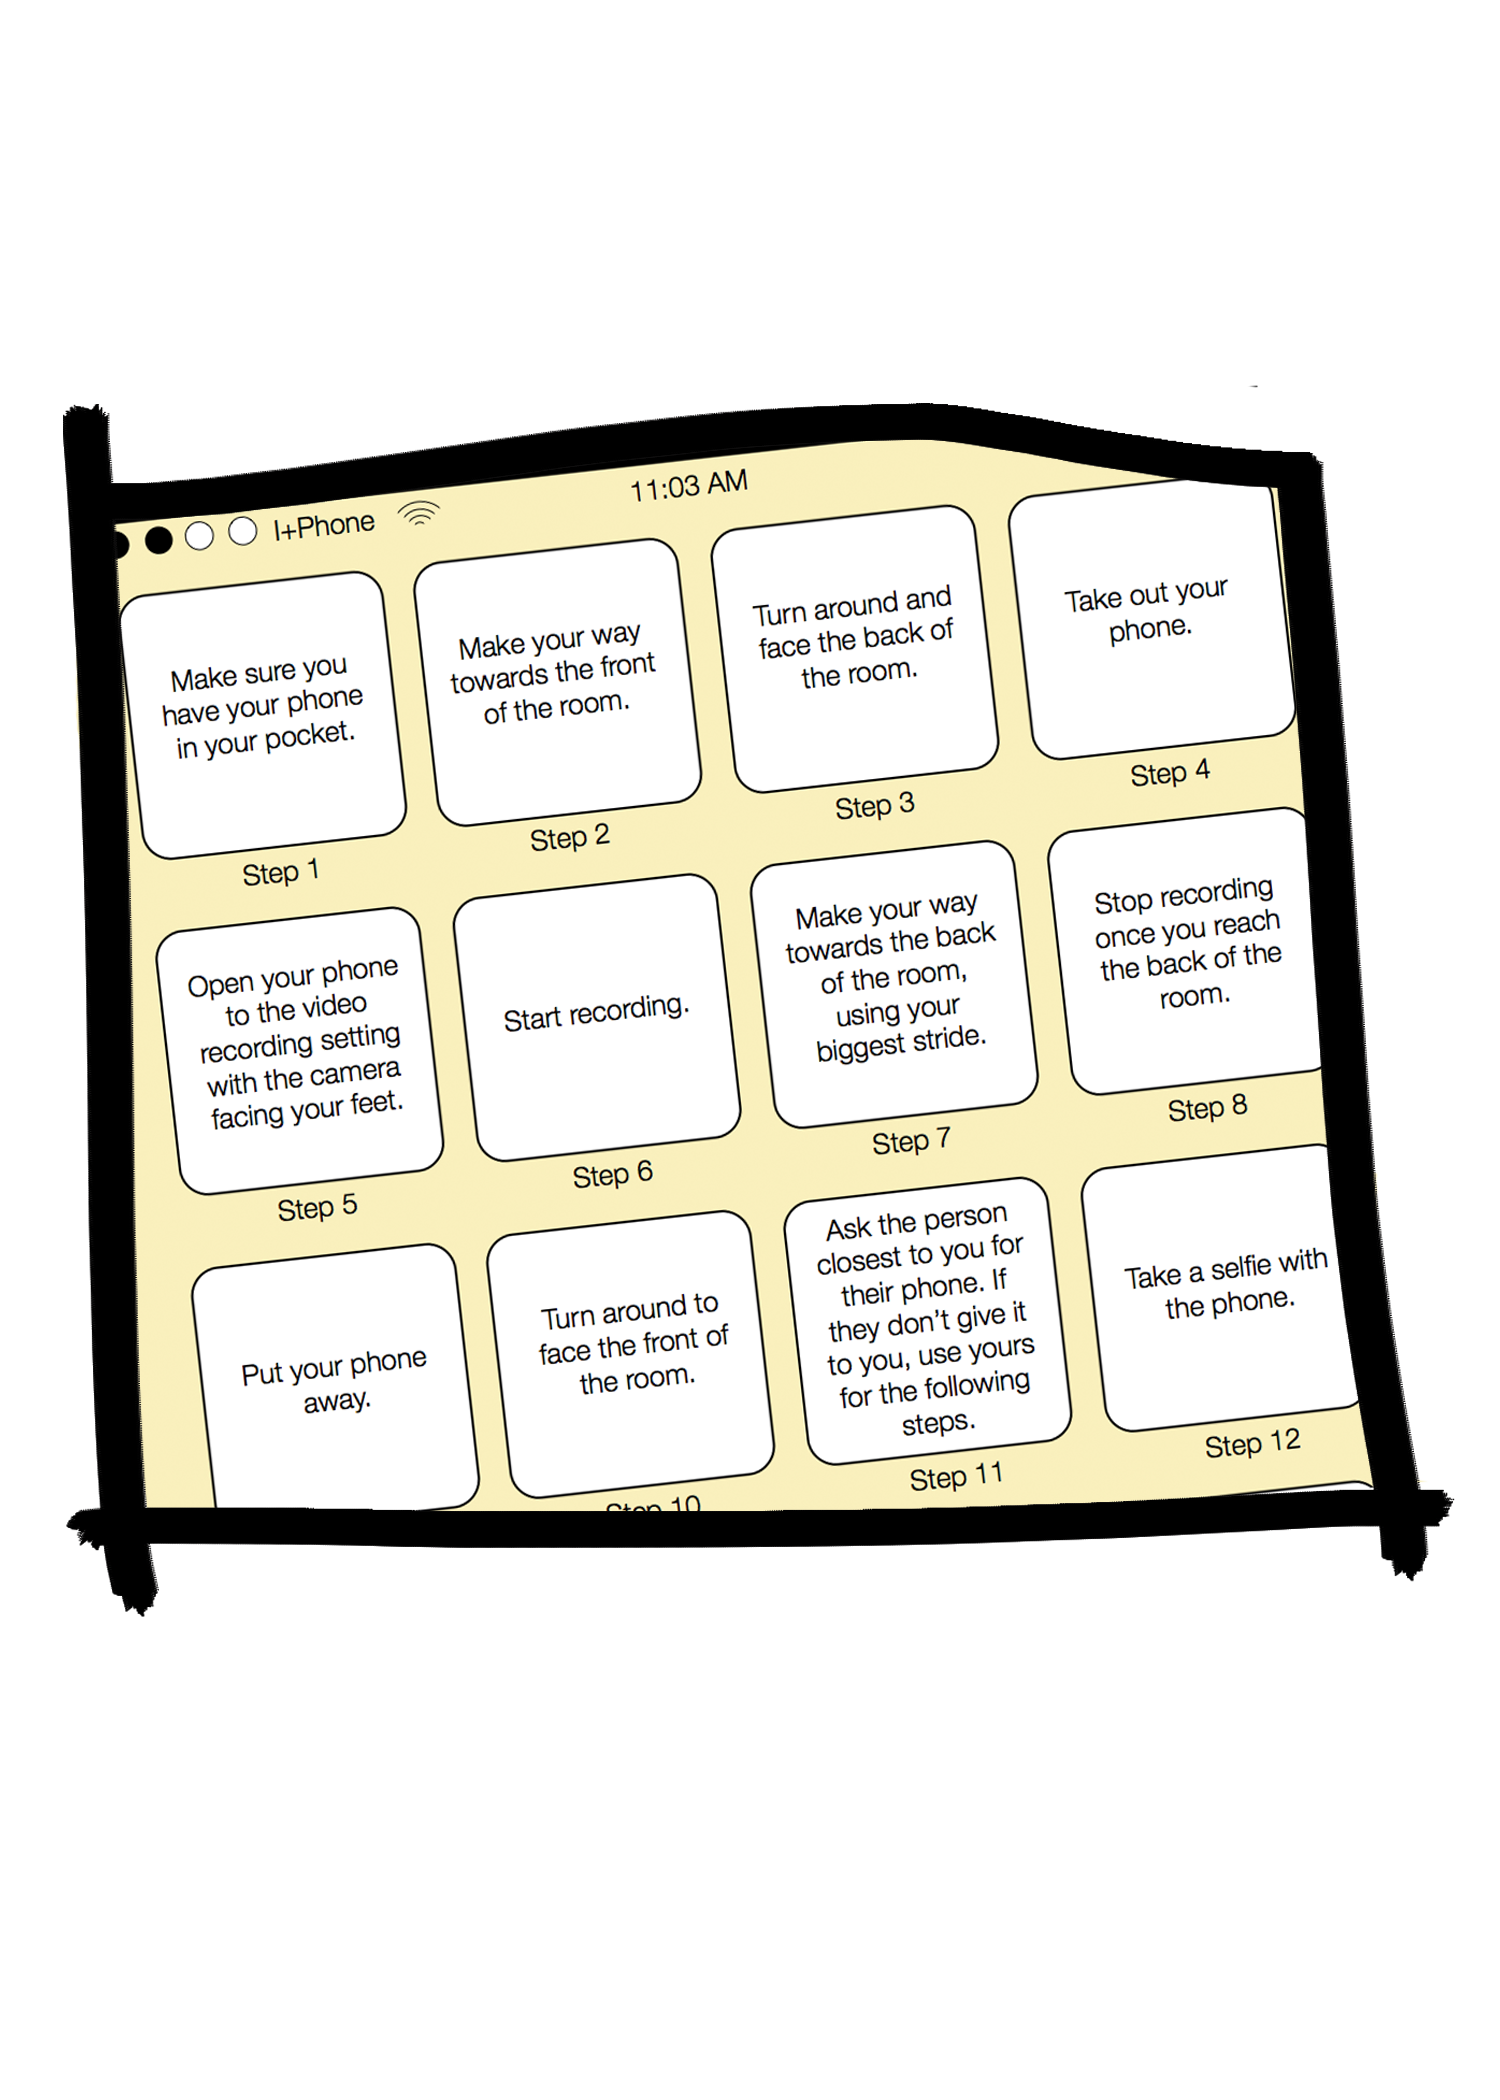 I+Phone
11:03 AM
Make sure you
have your phone
in your pocket.
Step 1
Make your way
towards the front
of the room.
Step 2
Turn around and
face the back of
the room.
Step 3
Take out your
phone.
Step 4
Open your phone
to the video
recording setting
with the camera
facing your feet.
Step 5
Start recording.
Step 6
Make your way
towards the back
of the room,
using your
biggest stride.
Step 7
Stop recording
once you reach
the back of the
room.
Step 8
Put your phone
away.
Turn around to
face the front of
the room.
Step 10
Ask the person
closest to you for
their phone. If
they don’t give it
to you, use yours
for the following
steps.
Step 11
Take a selfie with
the phone.
Step 12